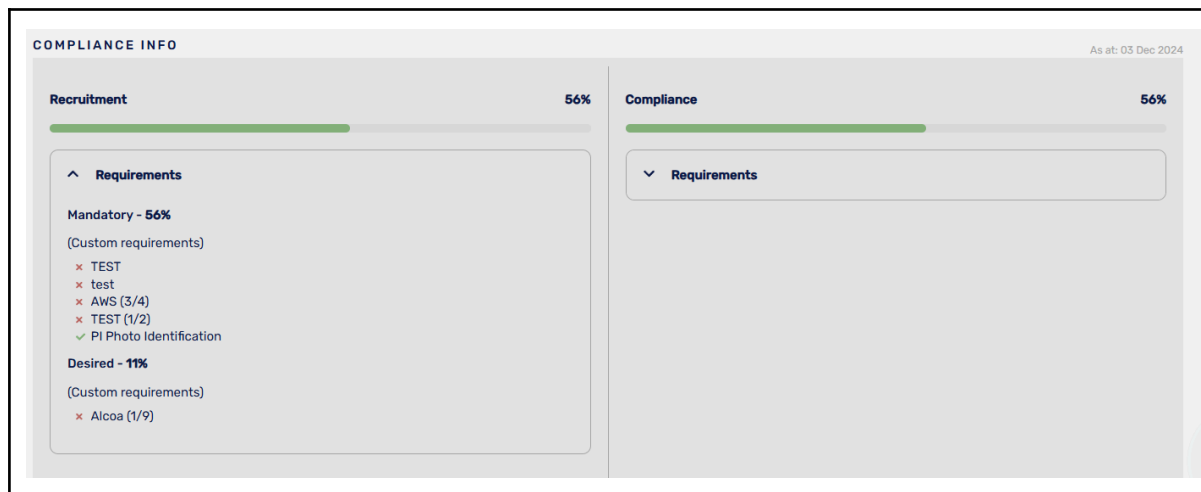 COMPLIANCE INFO
As at: 03 Dec 2024
Recruitment 56%
Requirements
Mandatory - 56%
(Custom requirements)
TEST
test
AWS (3/4)
TEST (1/2)
PI Photo Identification
Desired - 11%
(Custom requirements)
Alcoa (1/9)
Compliance 56%
Requirements